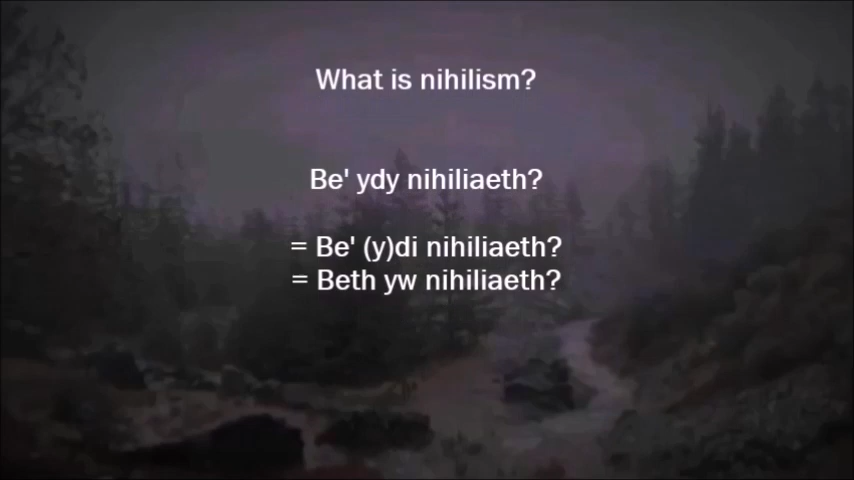 What is nihilism?
Be' ydy nihiliaeth?
= Be' (y)di nihiliaeth?
= Beth yw nihiliaeth?